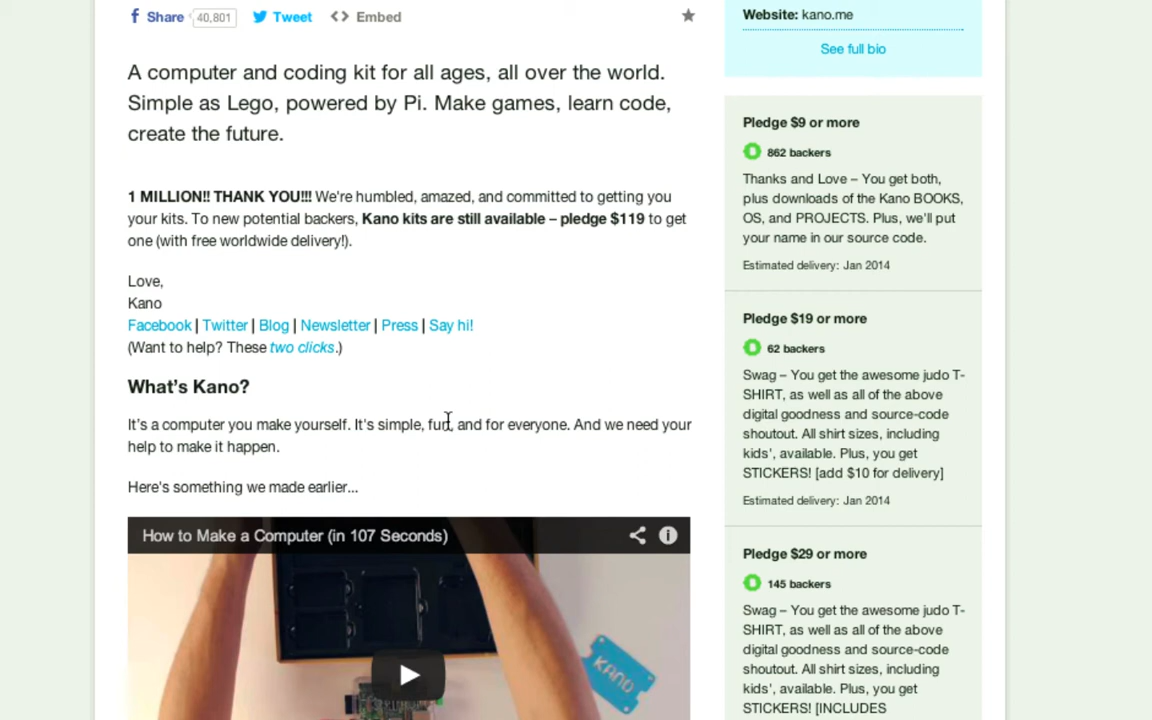 Share 40,801 Tweet Embed
A computer and coding kit for all ages, all over the world.
Simple as Lego, powered by Pi. Make games, learn code,
create the future.
1 MILLION!! THANK YOU!!! We're humbled, amazed, and committed to getting you
your kits. To new potential backers, Kano kits are still available – pledge $119 to get
one (with free worldwide delivery!).
Love,
Kano
Facebook | Twitter | Blog | Newsletter | Press | Say hi!
(Want to help? These two clicks.)
What's Kano?
It's a computer you make yourself. It's simple, fun, and for everyone. And we need your
help to make it happen.
Here's something we made earlier...
How to Make a Computer (in 107 Seconds)
KANO
Website: kano.me
See full bio
Pledge $9 or more
862 backers
Thanks and Love – You get both,
plus downloads of the Kano BOOKS,
OS, and PROJECTS. Plus, we'll put
your name in our source code.
Estimated delivery: Jan 2014
Pledge $19 or more
62 backers
Swag – You get the awesome judo T-
SHIRT, as well as all of the above
digital goodness and source-code
shoutout. All shirt sizes, including
kids', available. Plus, you get
STICKERS! [add $10 for delivery]
Estimated delivery: Jan 2014
Pledge $29 or more
145 backers
Swag – You get the awesome judo T-
SHIRT, as well as all of the above
digital goodness and source-code
shoutout. All shirt sizes, including
kids', available. Plus, you get
STICKERS! [INCLUDES